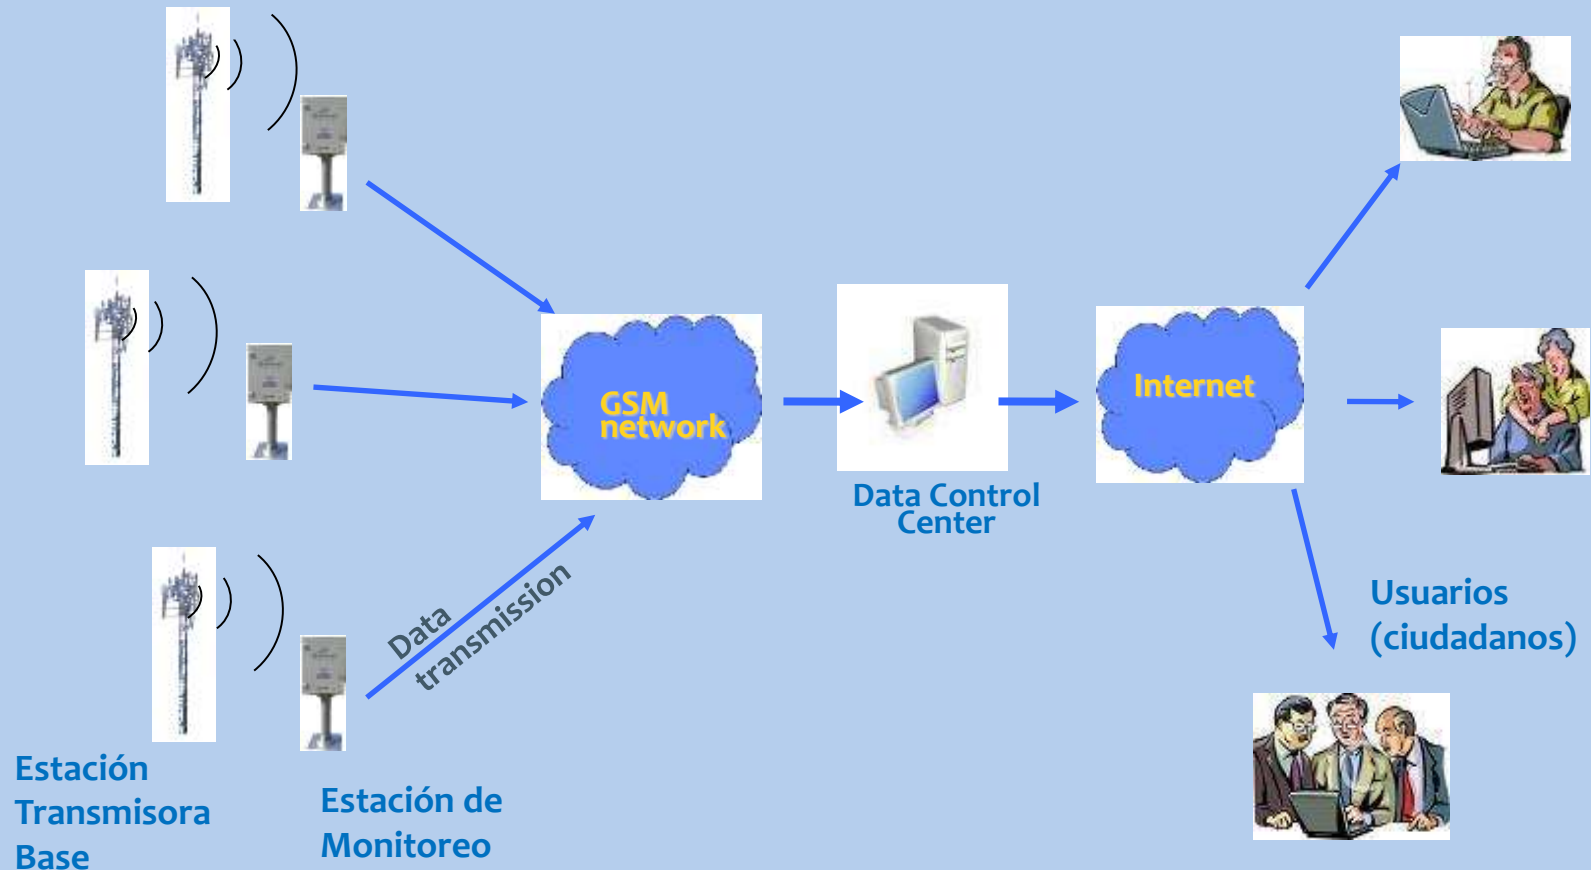 GSM
network
Internet
Data Control
Center
Data
transmission
Usuarios
(ciudadanos)
Estación
Transmisora
Base
Estación de
Monitoreo